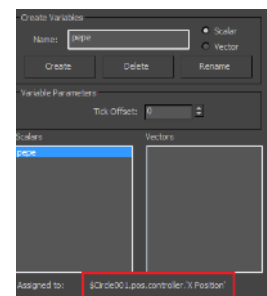 Create Variables
Name: pepe
Scalar
Vector
Create Delete Rename
Variable Parameters
Tick Offset: 0
Scalars Vectors
pepe
Assigned to: $Circle001.pos.controller.'X Position'